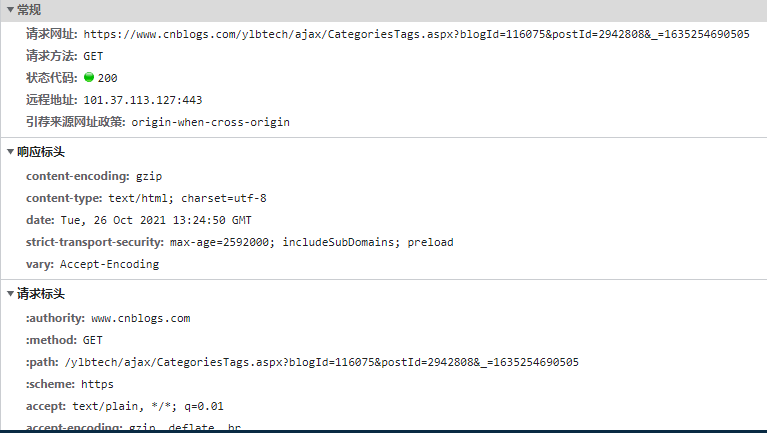 常规
请求网址: https://www.cnblogs.com/ylbtech/ajax/CategoriesTags.aspx?blogId=116075&postId=2942808&_=1635254690505
请求方法: GET
状态代码: 200
远程地址: 101.37.113.127:443
引荐来源网址政策: origin-when-cross-origin
响应标头
content-encoding: gzip
content-type: text/html; charset=utf-8
date: Tue, 26 Oct 2021 13:24:50 GMT
strict-transport-security: max-age=2592000; includeSubDomains; preload
vary: Accept-Encoding
请求标头
:authority: www.cnblogs.com
:method: GET
:path: /ylbtech/ajax/CategoriesTags.aspx?blogId=116075&postId=2942808&_=1635254690505
:scheme: https
accept: text/plain, */*; q=0.01
accept-encoding: gzip, deflate, br